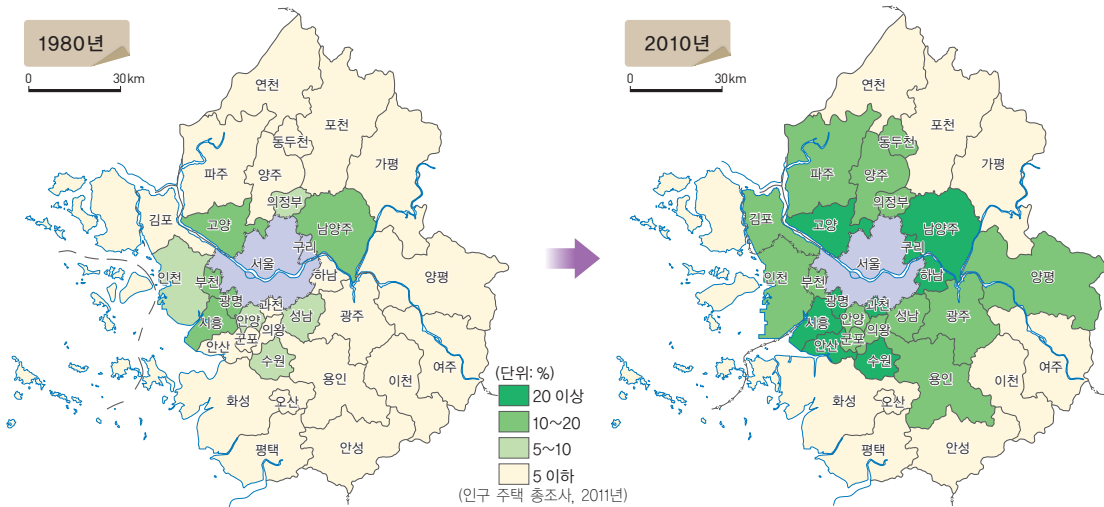 1980년
0 30 km
연천
포천
동두천
가평
파주
양주
의정부
김포
고양
남양주
구리
서울
인천
부천
하남
양평
광명
과천
시흥
안양
성남
광주
의왕
안산
군포
수원
용인
이천
여주
화성
오산
평택
안성
2010년
0 30 km
연천
포천
동두천
가평
파주
양주
의정부
김포
고양
남양주
구리
서울
인천
부천
하남
양평
광명
과천
서흥
안양
성남
광주
의왕
안산
군포
수원
용인
이천
여주
화성
오산
평택
안성
(단위: %)
20 이상
10~20
5~10
5 이하
(인구 주택 총조사, 2011년)